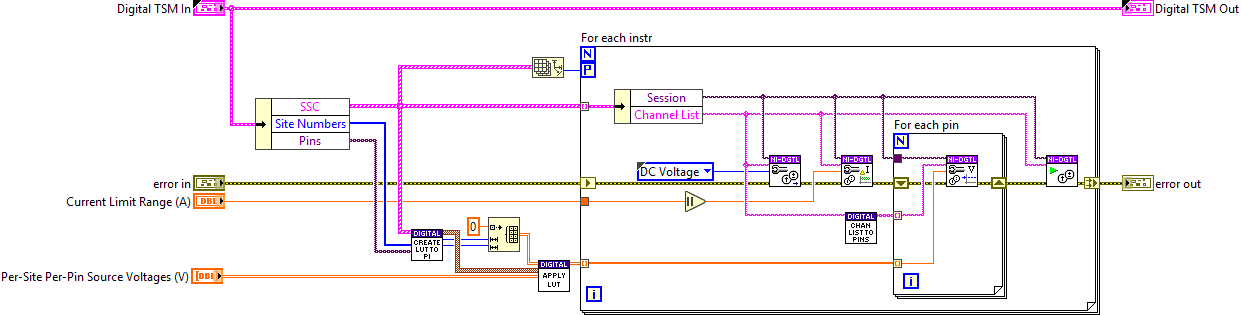 Digital TSM In
Digital TSM Out
For each instr
N
P
SSC
Site Numbers
Pins
Session
Channel List
For each pin
N
NI-DGTL
NI-DGTL
NI-DGTL
NI-DGTL
DC Voltage
error in
error out
Current Limit Range (A)
DBL
DIGITAL
CHAN
LIST TO
PINS
0
DIGITAL
CREATE
LUT TO
PI
DIGITAL
APPLY
LUT
Per-Site Per-Pin Source Voltages (V)
[DBL]
i
i